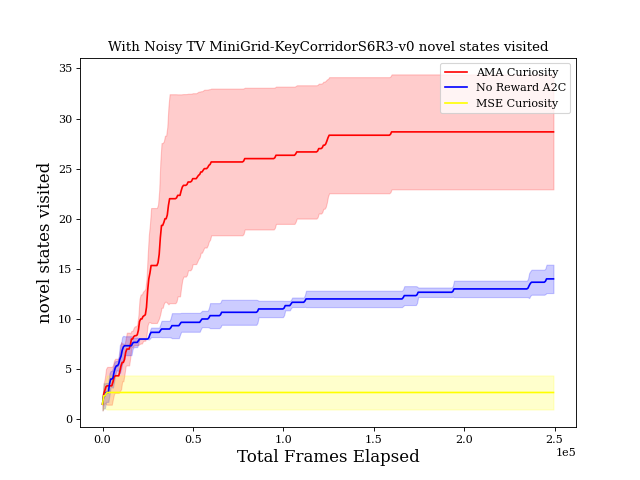 With Noisy TV MiniGrid-KeyCorridorS6R3-v0 novel states visited
35
30
25
20
15
10
5
0
novel states visited
AMA Curiosity
No Reward A2C
MSE Curiosity
0.0 0.5 1.0 1.5 2.0 2.5
1e5
Total Frames Elapsed